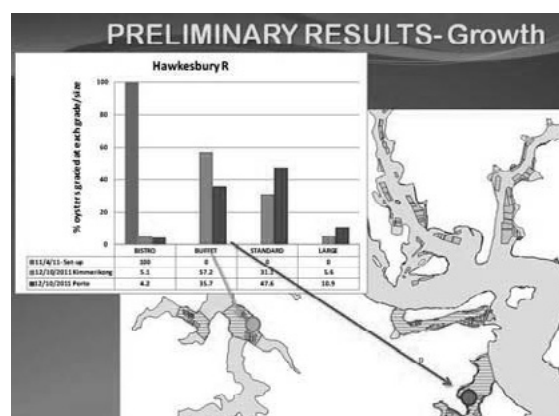 PRELIMINARY RESULTS- Growth
Hawkesbury R
% oysters graded at each grade/size
100
80
60
40
20
0
BISTRO BUFFET STANDARD LARGE
11/4/11-Set-up 100 0 0 0
12/10/2011 Kimmerikong 5.1 57.2 31.2 5.6
12/10/2011 Porto 4.2 35.7 47.6 10.9